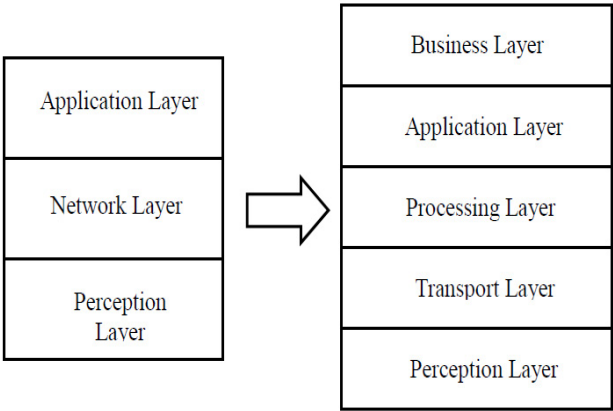 Application Layer
Network Layer
Perception
Layer
Business Layer
Application Layer
Processing Layer
Transport Layer
Perception Layer